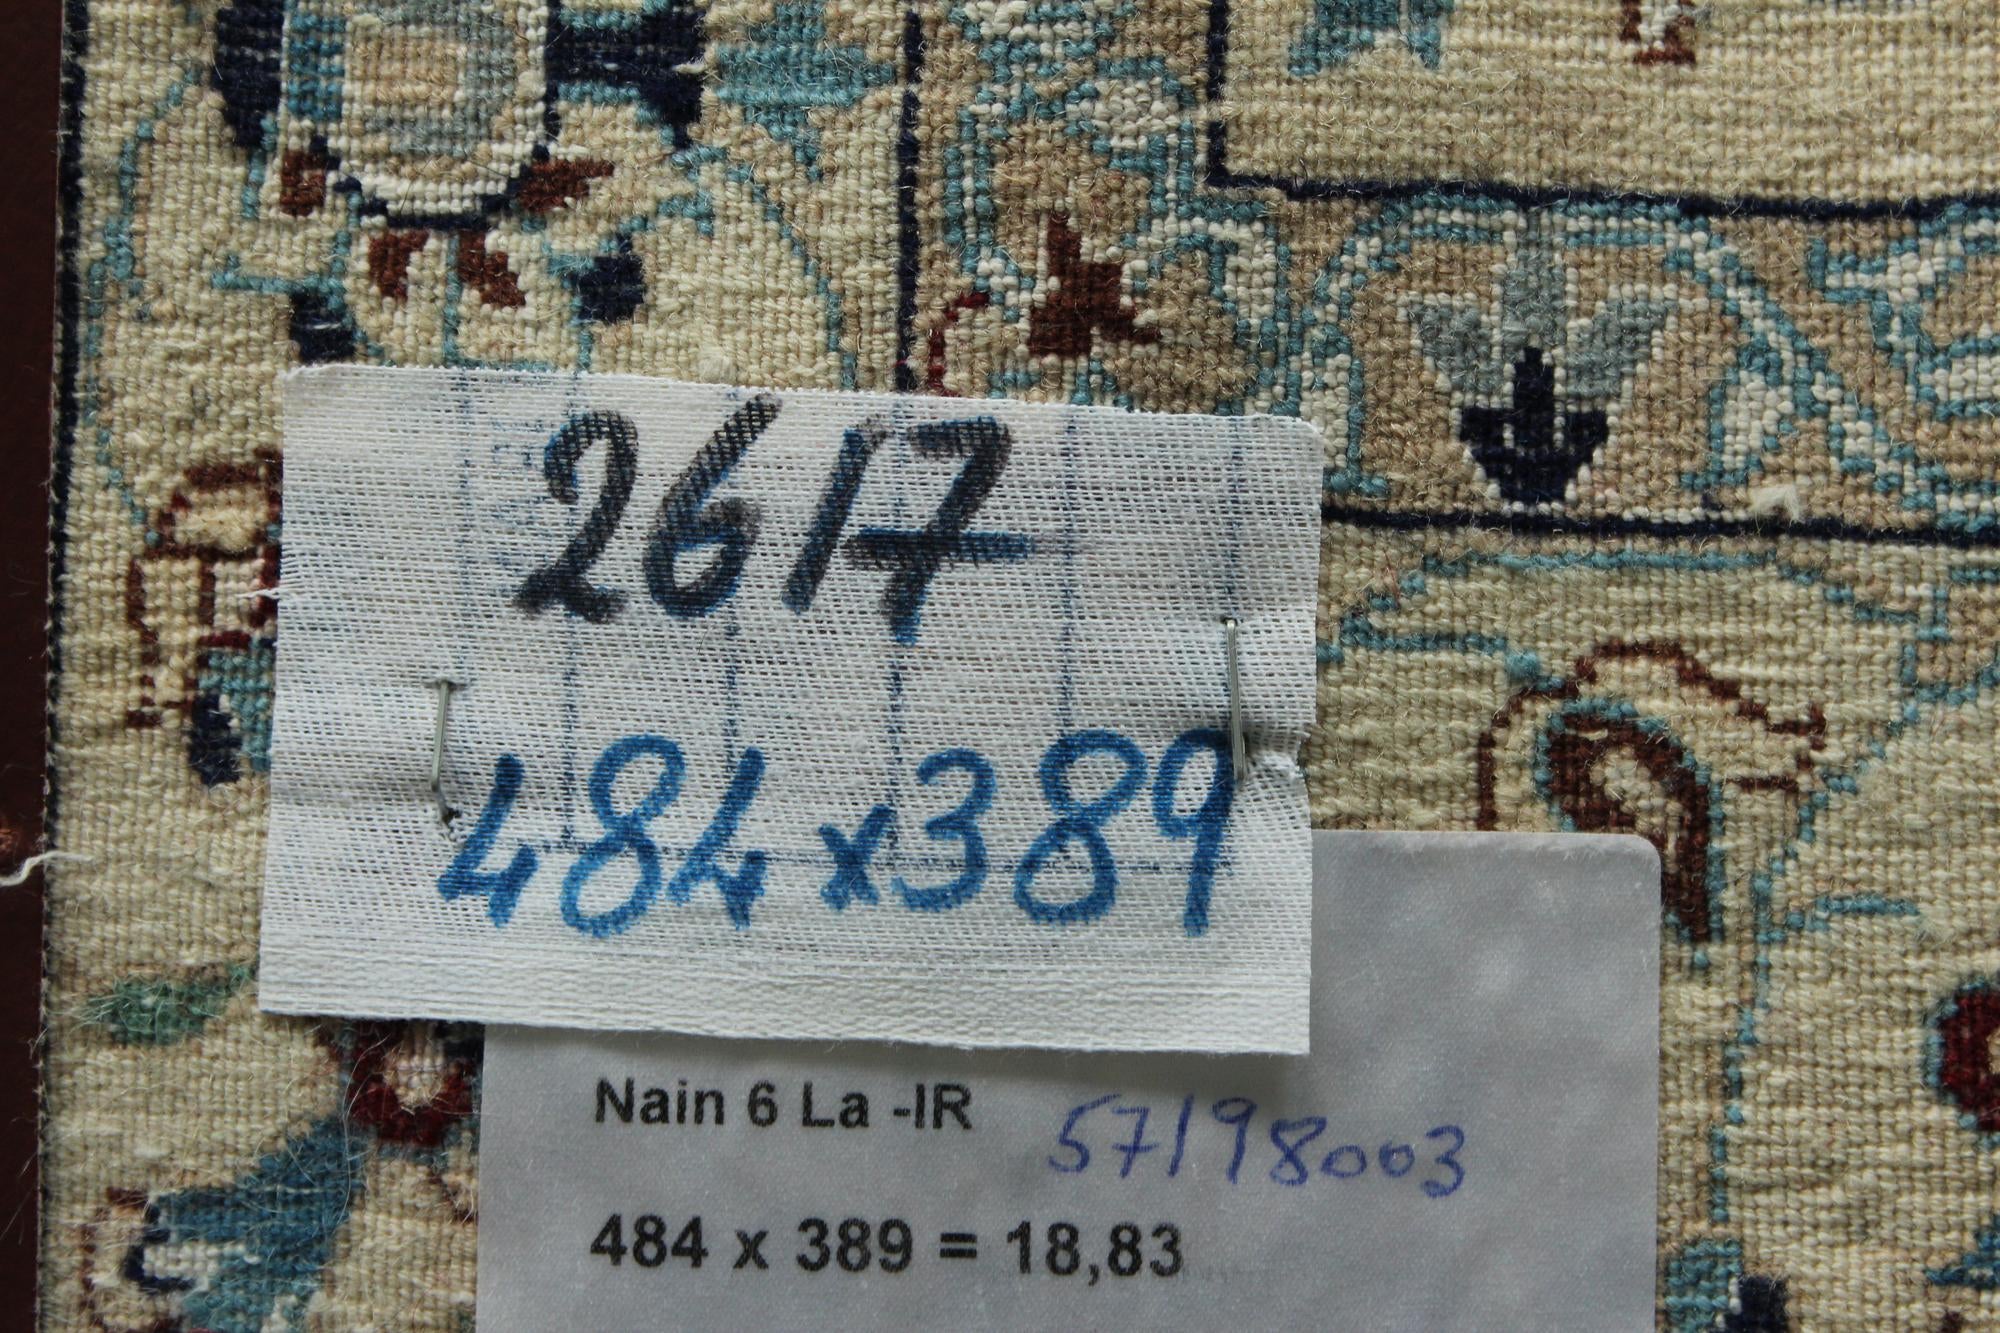 2617
484x389
Nain 6 La -IR
57198003
484 x 389 = 18,83